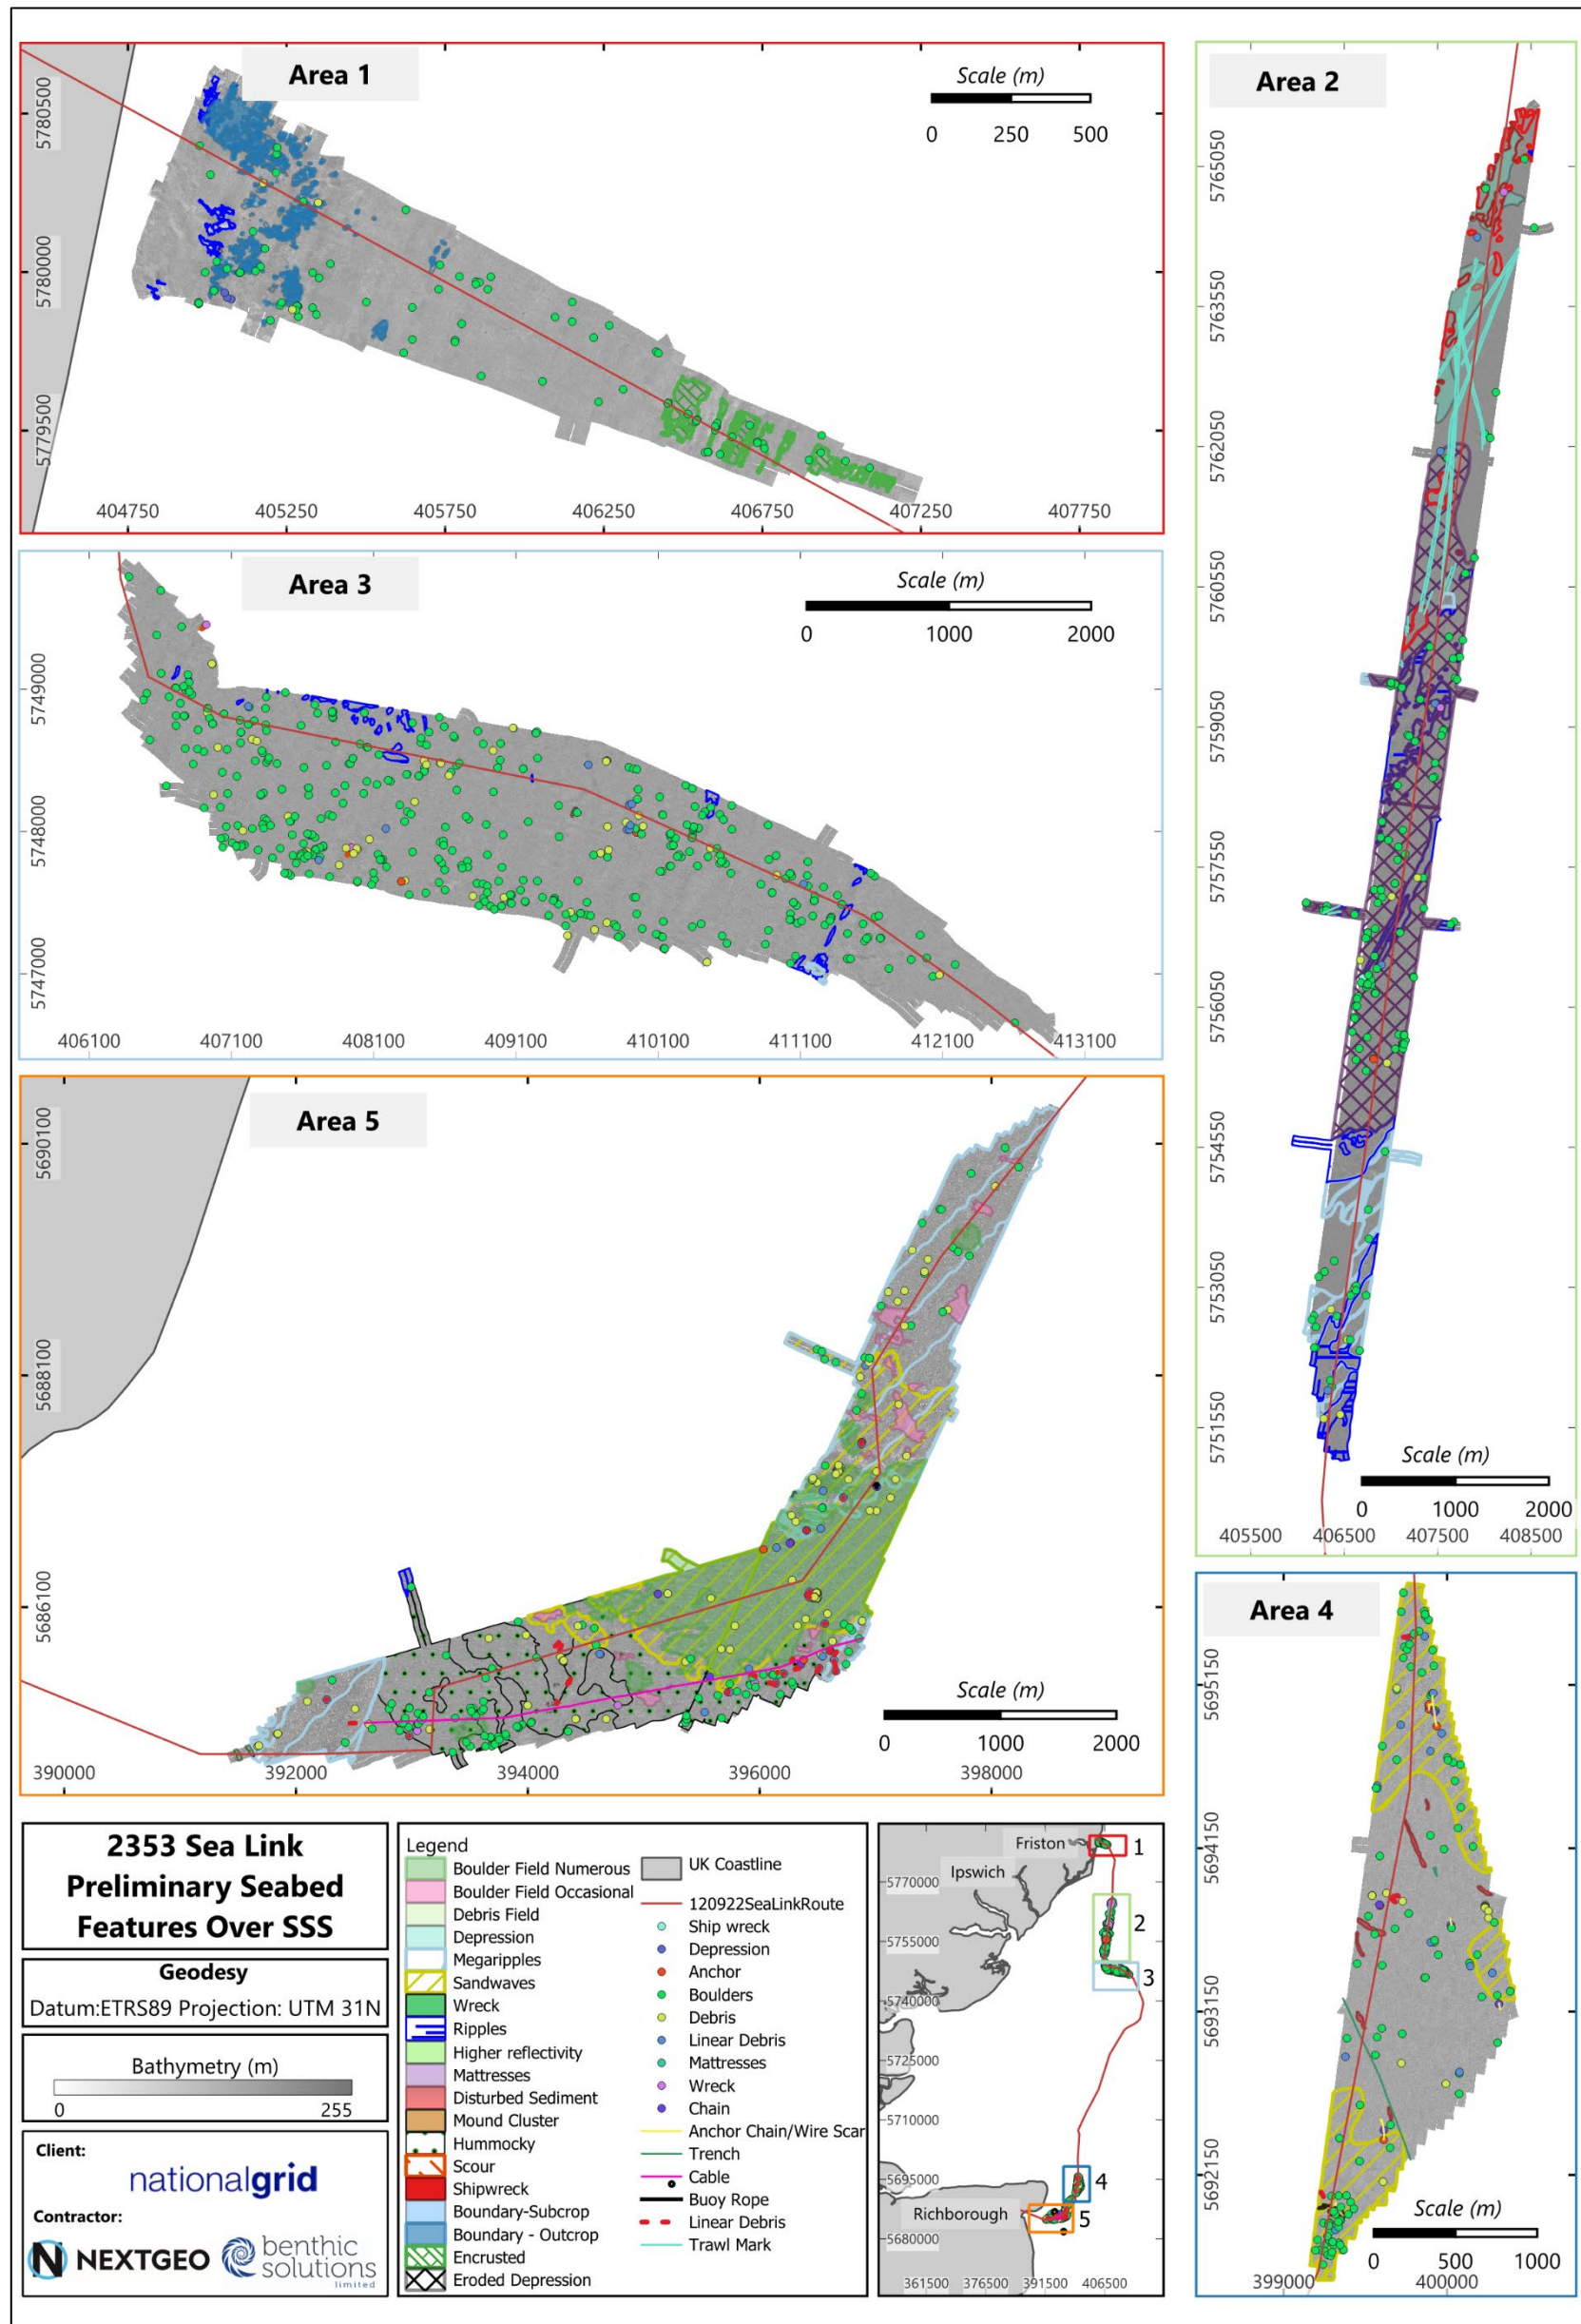 Area 1
Scale (m)
0 250 500
5780500
5780000
5779500
404750 405250 405750 406250 406750 407250 407750
Area 2
5765050
5763550
5762050
5760550
5759050
5757550
5756050
5754550
5753050
5751550
Scale (m)
0 1000 2000
405500 406500 407500 408500
Area 3
Scale (m)
0 1000 2000
5749000
5748000
5747000
406100 407100 408100 409100 410100 411100 412100 413100
Area 5
5690100
5688100
5686100
Scale (m)
0 1000 2000
390000 392000 394000 396000 398000
Area 4
5695150
5694150
5693150
5692150
Scale (m)
0 500 1000
399000 400000
2353 Sea Link
Preliminary Seabed
Features Over SSS
Geodesy
Datum:ETRS89 Projection: UTM 31N
Bathymetry (m)
0 255
Client:
nationalgrid
Contractor:
N NEXTGEO
benthic
solutions
limited
Legend
Boulder Field Numerous
Boulder Field Occasional
Debris Field
Depression
Megaripples
Sandwaves
Wreck
Ripples
Higher reflectivity
Mattresses
Disturbed Sediment
Mound Cluster
Hummocky
Scour
Shipwreck
Boundary-Subcrop
Boundary - Outcrop
Encrusted
Eroded Depression
UK Coastline
120922SeaLinkRoute
Ship wreck
Depression
Anchor
Boulders
Debris
Linear Debris
Mattresses
Wreck
Chain
Anchor Chain/Wire Scar
Trench
Cable
Buoy Rope
Linear Debris
Trawl Mark
Friston
1
Ipswich
5770000
2
5755000
3
5740000
5725000
5710000
5695000
4
Richborough
5
5680000
361500 376500 391500 406500